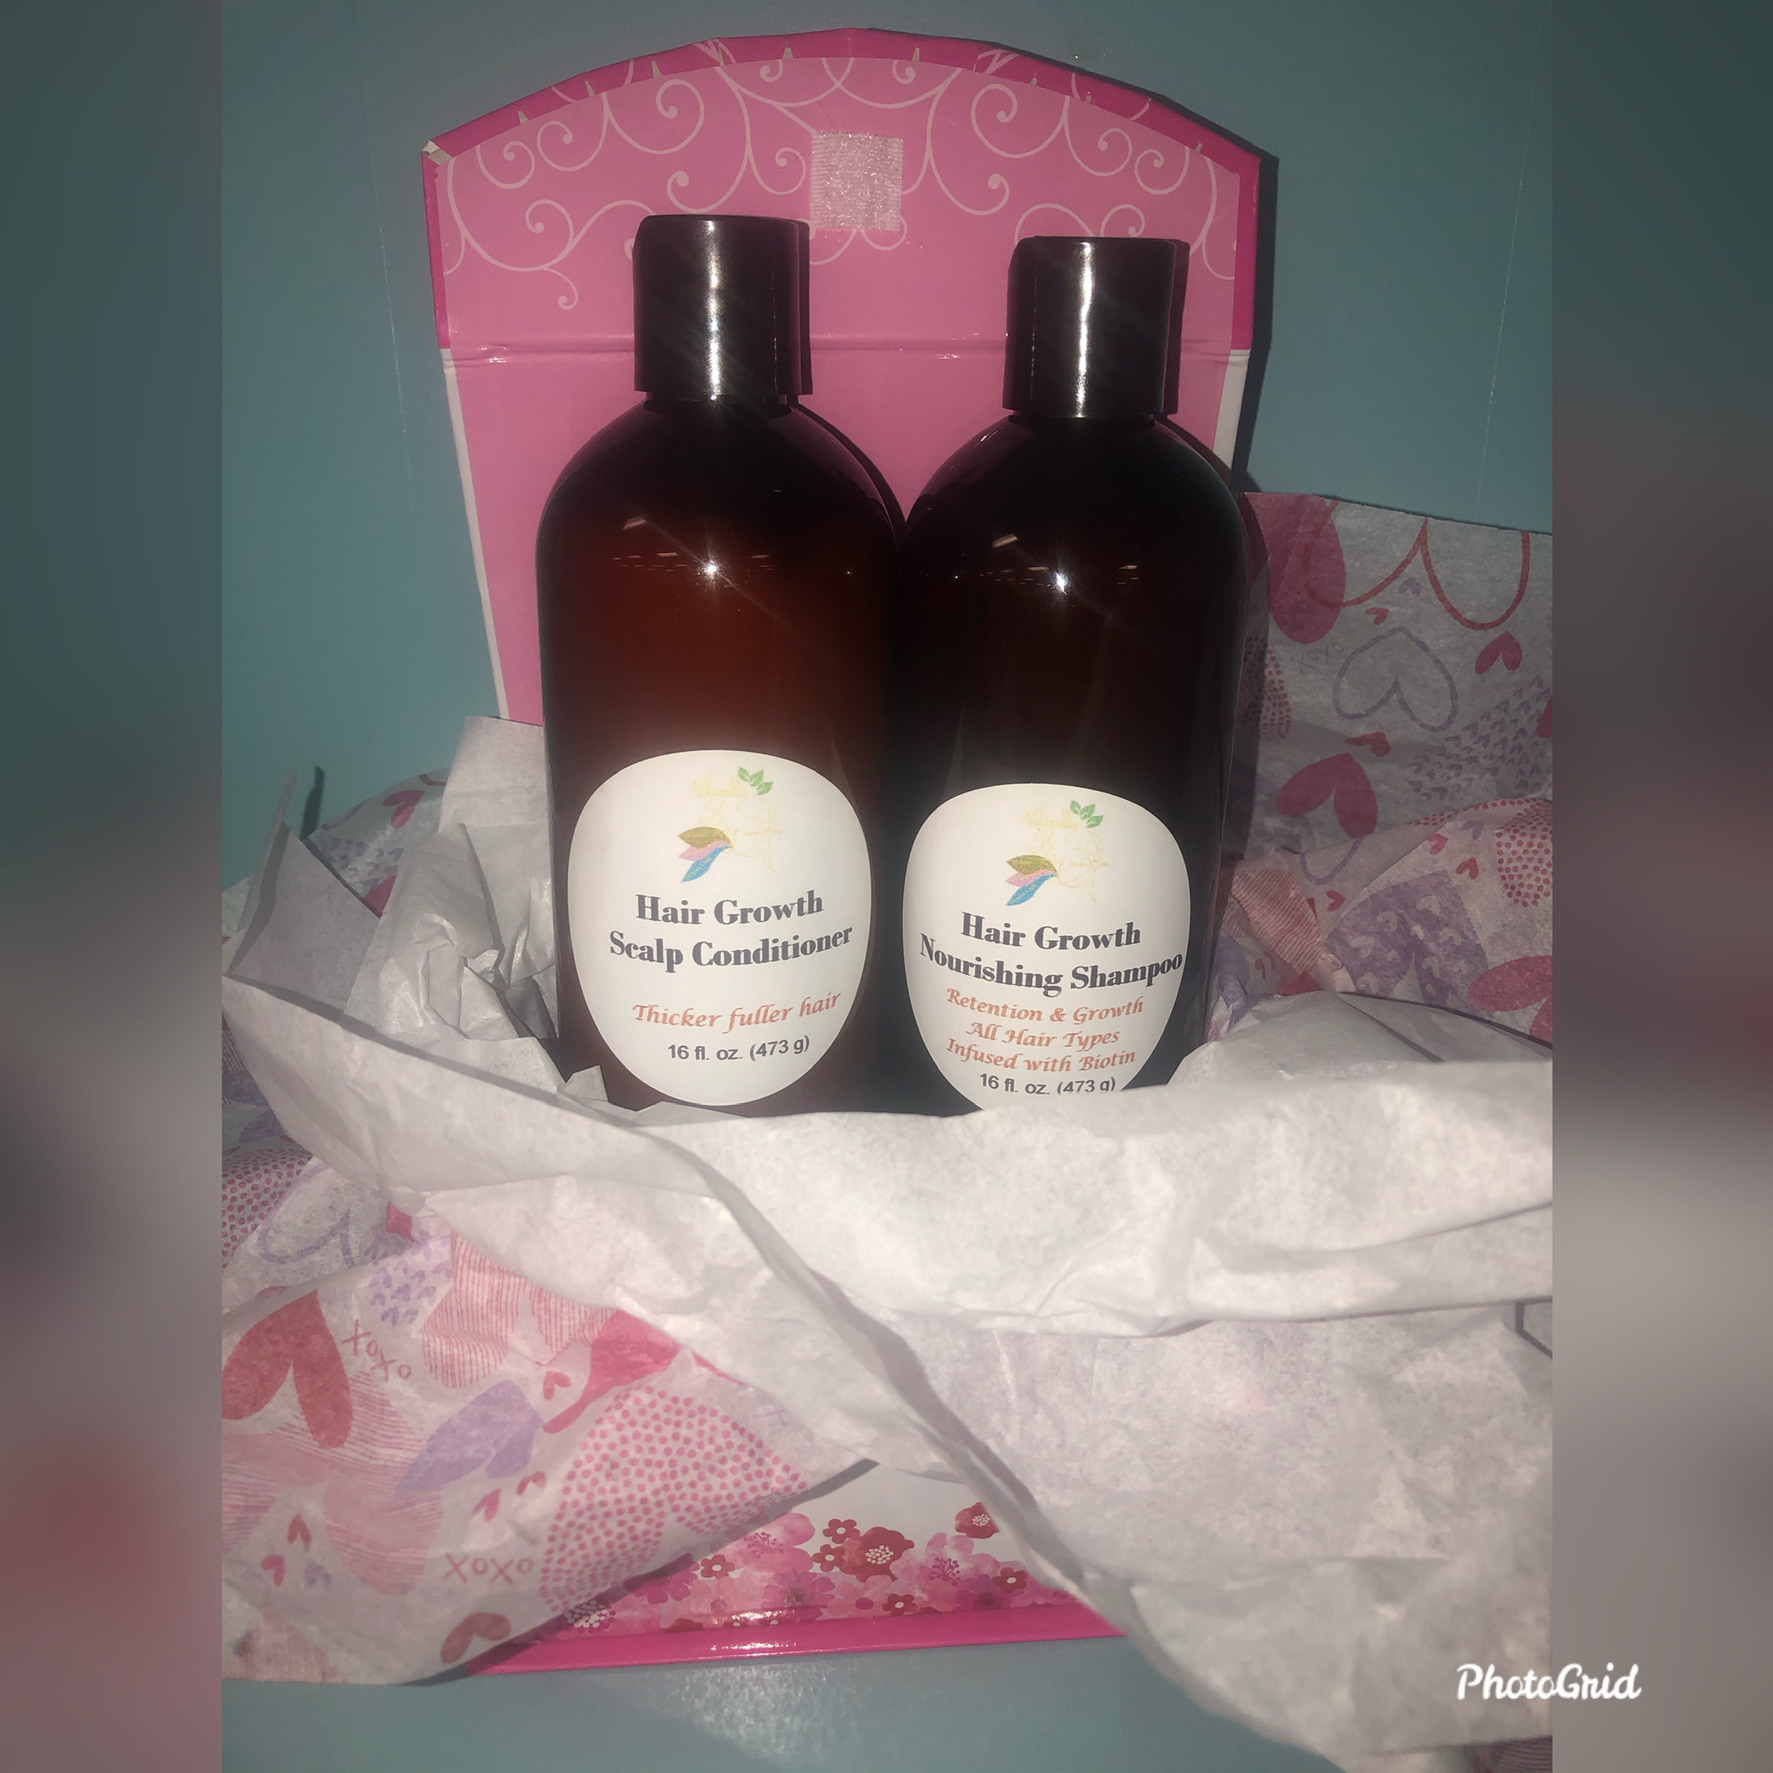 Hair Growth
Scalp Conditioner
Thicker fuller hair
16 fl. oz. (473 g)
Hair Growth
Nourishing Shampoo
Retention & Growth
All Hair Types
Infused with Biotin
16 fl. oz. (473 g)
xoxo
xoxo
PhotoGrid